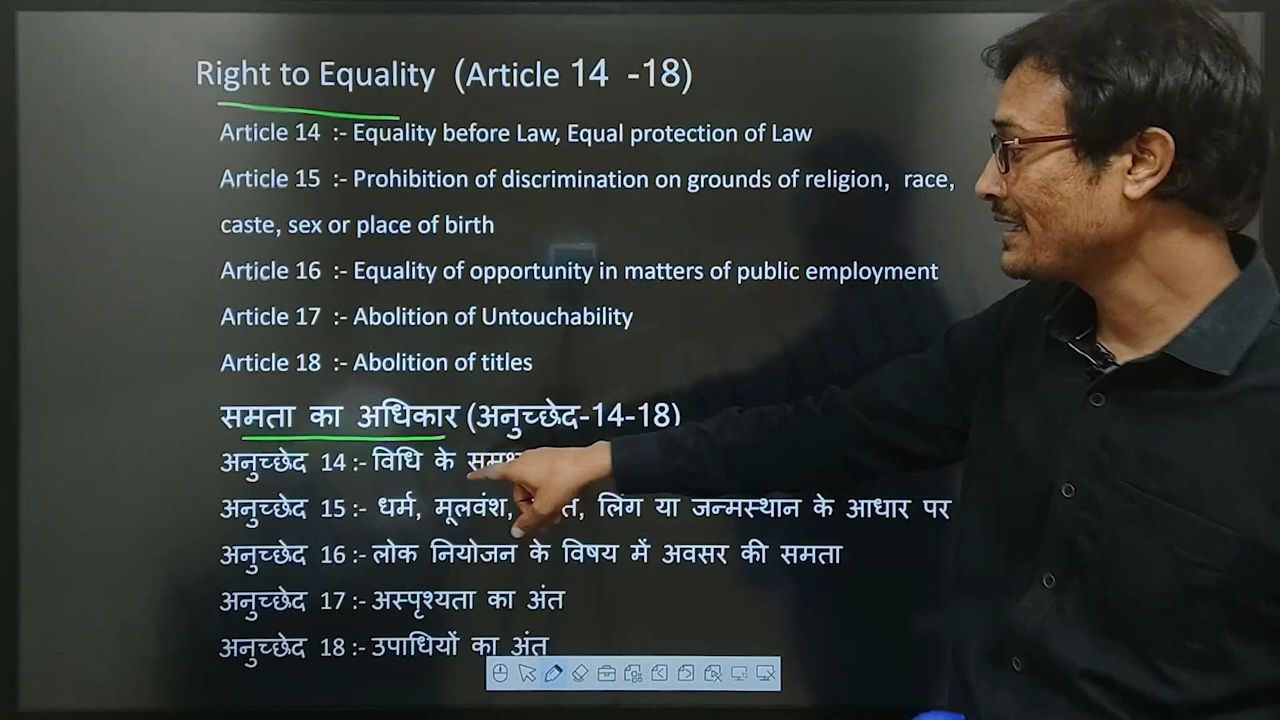 Right to Equality (Article 14 -18)
Article 14 :- Equality before Law, Equal protection of Law
Article 15 :- Prohibition of discrimination on grounds of religion, race,
caste, sex or place of birth
Article 16 :- Equality of opportunity in matters of public employment
Article 17 :- Abolition of Untouchability
Article 18 :- Abolition of titles
समता का अधिकार (अनुच्छेद-14-18)
अनुच्छेद 14 :- विधि के
अनुच्छेद 15 :- धर्म, मूलवंश, लिंग या जन्मस्थान के आधार पर
अनुच्छेद 16 :- लोक नियोजन के विषय में अवसर की समता
अनुच्छेद 17 :- अस्पृश्यता का अंत
अनुच्छेद 18 :- उपाधियों का अंत